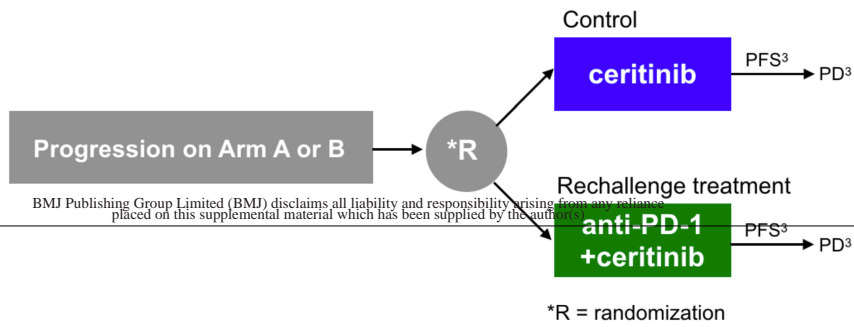 Control
ceritinib
PFS³
PD³
Progression on Arm A or B
*R
Rechallenge treatment
BMJ Publishing Group Limited (BMJ) disclaims all liability and responsibility arising from any reliance
placed on this supplemental material which has been supplied by the author(s)
anti-PD-1
+ceritinib
PFS³
PD³
*R = randomization